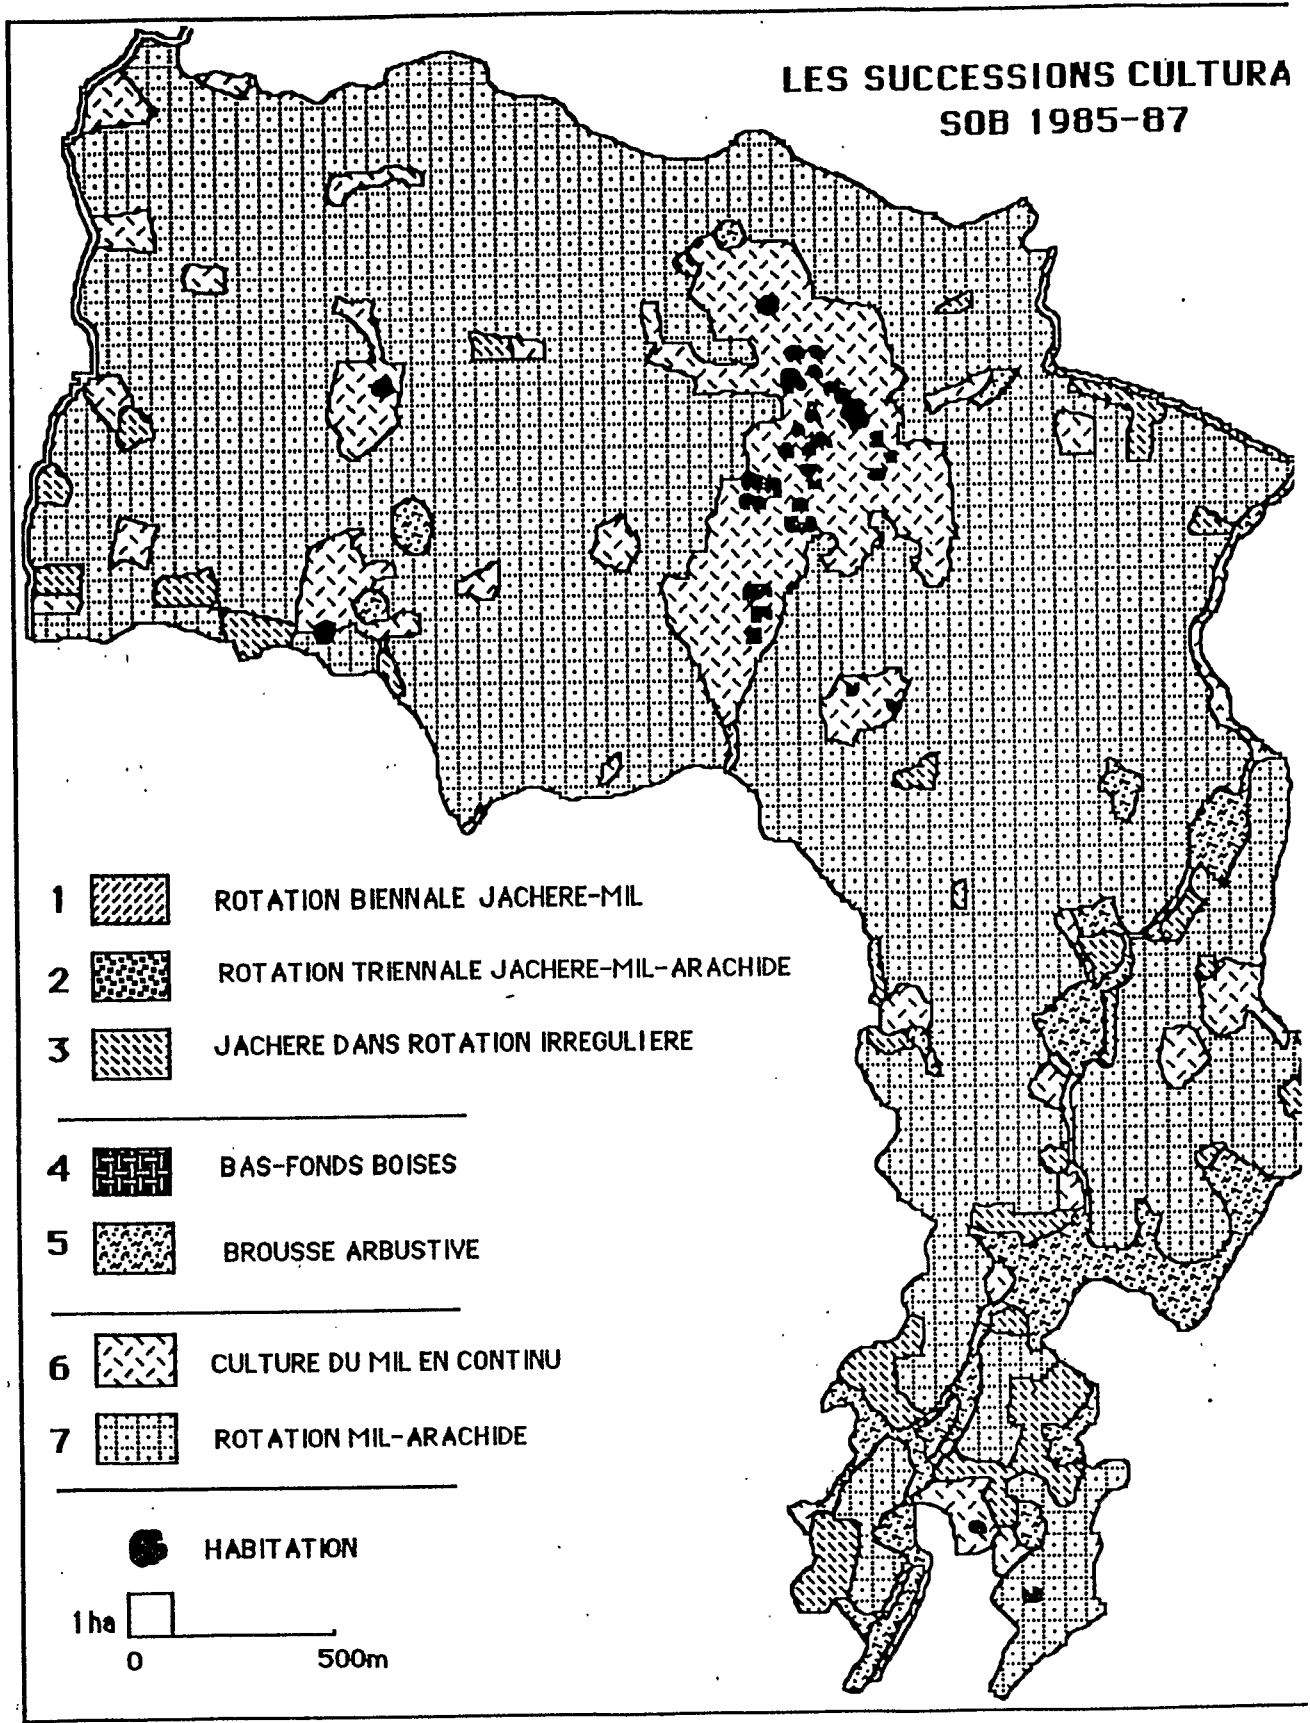 LES SUCCESSIONS CULTURA
SOB 1985-87
1 ROTATION BIENNALE JACHERE-MIL
2 ROTATION TRIENNALE JACHERE-MIL-ARACHIDE
3 JACHERE DANS ROTATION IRREGULIERE
4 BAS-FONDS BOISES
5 BROUSSE ARBUSTIVE
6 CULTURE DU MIL EN CONTINU
7 ROTATION MIL-ARACHIDE
HABITATION
1ha
0 500m